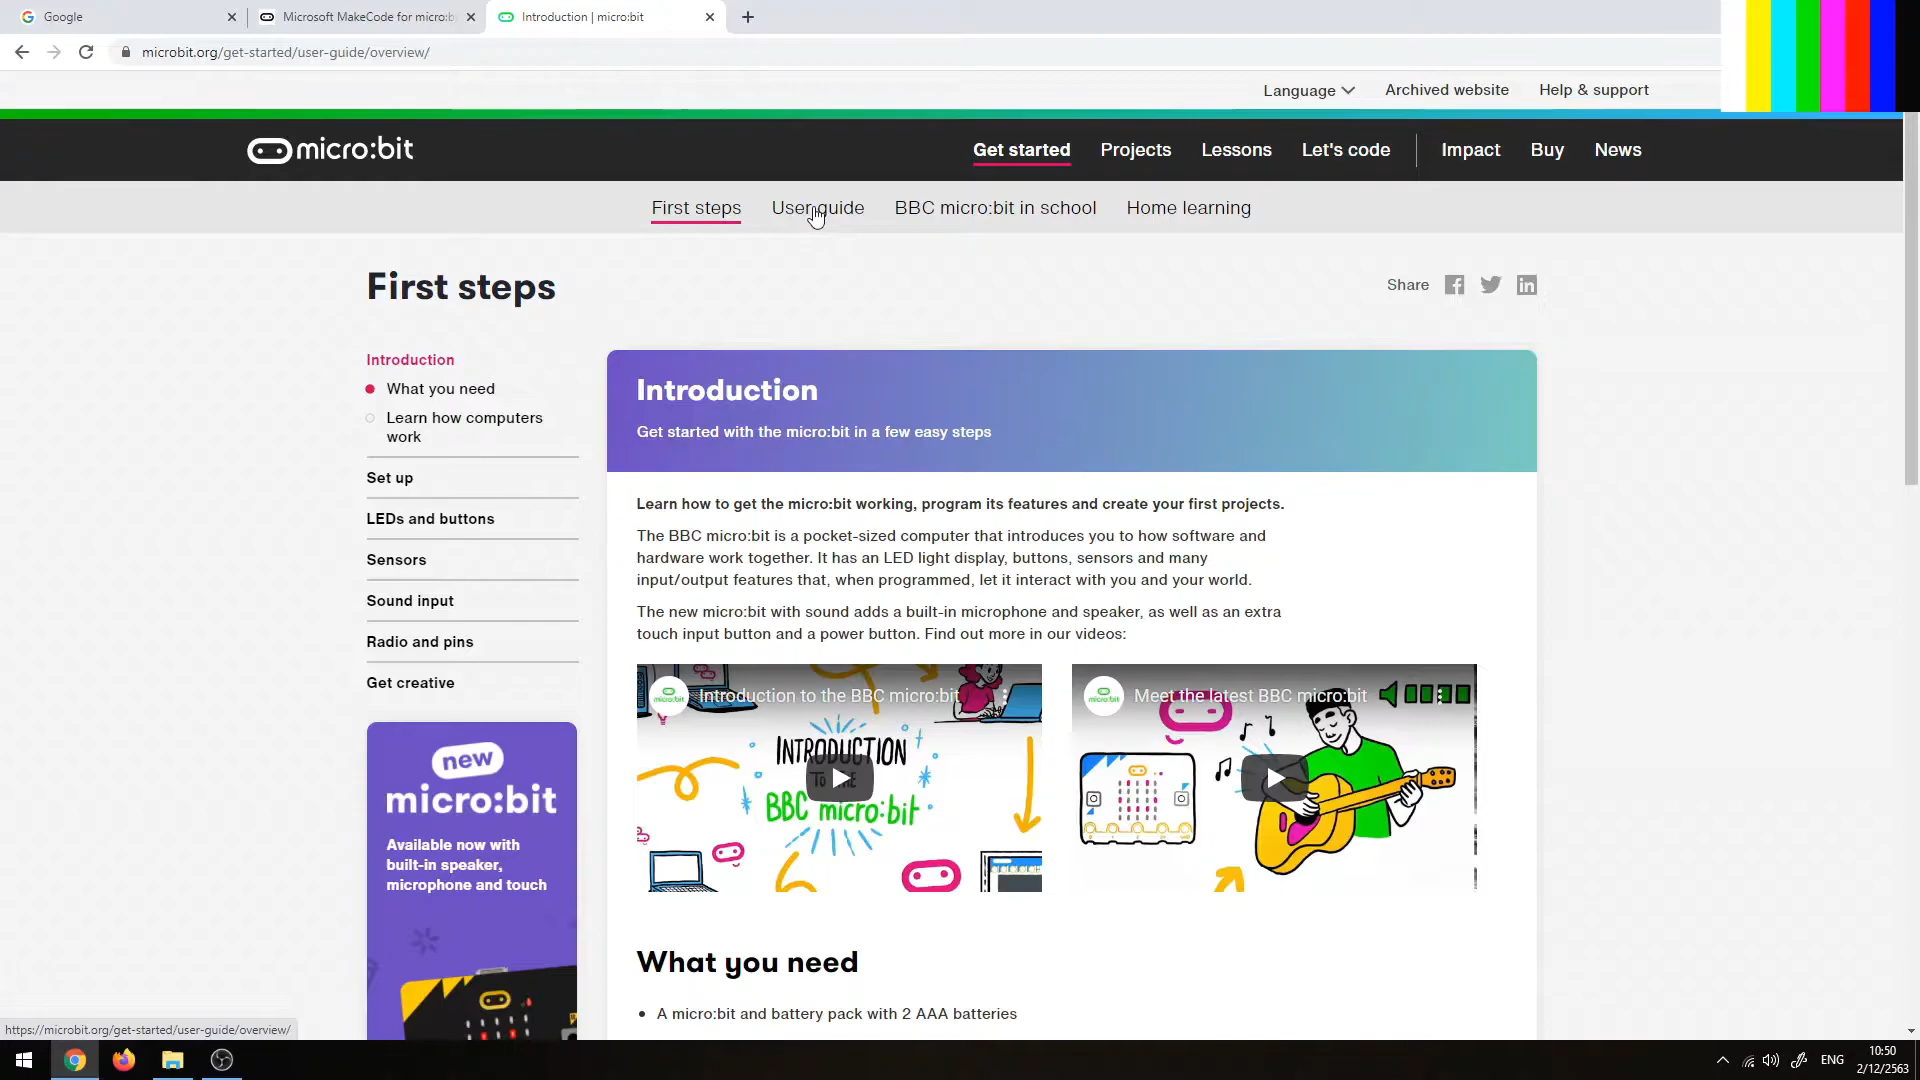 Google
Microsoft MakeCode for micro:b
Introduction | micro:bit
microbit.org/get-started/user-guide/overview/
Language
Archived website
Help & support
micro:bit
Get started
Projects
Lessons
Let's code
Impact
Buy
News
First steps
User guide
BBC micro:bit in school
Home learning
First steps
Share
Introduction
What you need
Learn how computers
work
Set up
LEDs and buttons
Sensors
Sound input
Radio and pins
Get creative
new
micro:bit
Available now with
built-in speaker,
microphone and touch
Introduction
Get started with the micro:bit in a few easy steps
Learn how to get the micro:bit working, program its features and create your first projects.
The BBC micro:bit is a pocket-sized computer that introduces you to how software and
hardware work together. It has an LED light display, buttons, sensors and many
input/output features that, when programmed, let it interact with you and your world.
The new micro:bit with sound adds a built-in microphone and speaker, as well as an extra
touch input button and a power button. Find out more in our videos:
micro:bit
Introduction to the BBC micro:bit
INTRODUCTION
TO THE
BBC micro:bit
micro:bit
Meet the latest BBC micro:bit
What you need
A micro:bit and battery pack with 2 AAA batteries
https://microbit.org/get-started/user-guide/overview/
ENG
10:50
2/12/2563